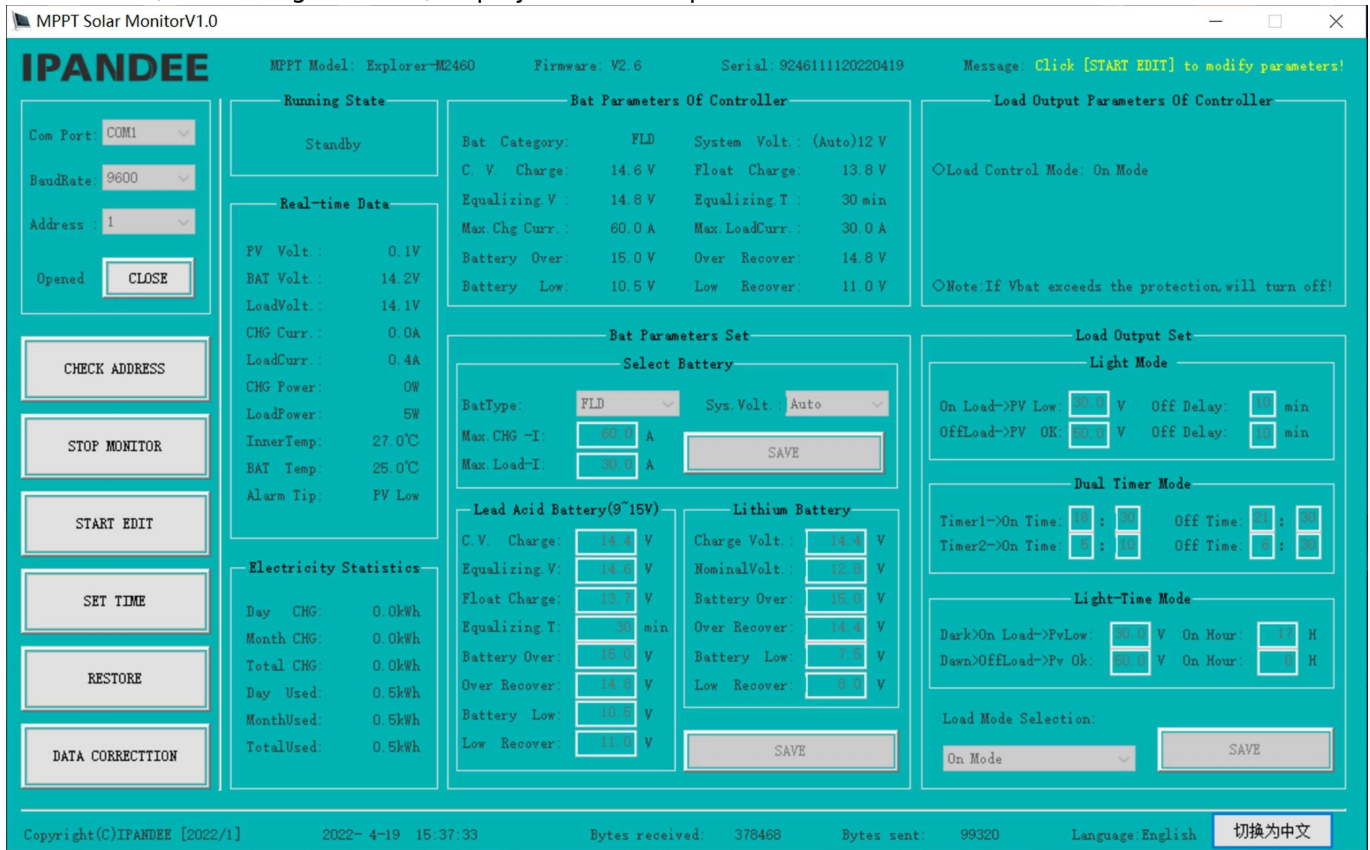 MPPT Solar MonitorV1.0
IPANDEE
MPPT Model: Explorer-M2460 Firmware: V2.6 Serial: 9246111120220419 Message: Click [START EDIT] to modify parameters!
Com Port: COM1
BaudRate: 9600
Address : 1
Opened CLOSE
CHECK ADDRESS
STOP MONITOR
START EDIT
SET TIME
RESTORE
DATA CORRECTTION
Running State
Standby
Real-time Data
PV Volt.: 0.1V
BAT Volt.: 14.2V
LoadVolt.: 14.1V
CHG Curr.: 0.0A
LoadCurr.: 0.4A
CHG Power: 0W
LoadPower: 5W
InnerTemp: 27.0℃
BAT Temp: 25.0℃
Alarm Tip: PV Low
Electricity Statistics
Day CHG: 0.0kWh
Month CHG: 0.0kWh
Total CHG: 0.0kWh
Day Used: 0.5kWh
MonthUsed: 0.5kWh
TotalUsed: 0.5kWh
Bat Parameters Of Controller
Bat Category: FLD System Volt.: (Auto)12 V
C. V. Charge: 14.6 V Float Charge: 13.8 V
Equalizing.V : 14.8 V Equalizing.T : 30 min
Max.Chg Curr.: 60.0 A Max.LoadCurr.: 30.0 A
Battery Over: 15.0 V Over Recover: 14.8 V
Battery Low: 10.5 V Low Recover: 11.0 V
Bat Parameters Set
Select Battery
BatType: FLD Sys.Volt.: Auto
Max.CHG -I: 60.0 A
Max.Load-I: 30.0 A
SAVE
Lead Acid Battery(9~15V)
C.V. Charge: 14.4 V
Equalizing.V: 14.6 V
Float Charge: 13.7 V
Equalizing.T: 30 min
Battery Over: 15.0 V
Over Recover: 14.6 V
Battery Low: 10.5 V
Low Recover: 11.0 V
Lithium Battery
Charge Volt.: 14.4 V
NominalVolt.: 12.8 V
Battery Over: 15.0 V
Over Recover: 14.4 V
Battery Low: 7.5 V
Low Recover: 8.0 V
SAVE
Load Output Parameters Of Controller
○Load Control Mode: On Mode
○Note:If Vbat exceeds the protection,will turn off!
Load Output Set
Light Mode
On Load->PV Low: 30.0 V Off Delay: 10 min
OffLoad->PV OK: 50.0 V Off Delay: 10 min
Dual Timer Mode
Timer1->On Time: 18 : 30 Off Time: 21 : 30
Timer2->On Time: 5 : 10 Off Time: 6 : 30
Light-Time Mode
Dark>On Load->PvLow: 30.0 V On Hour: 17 H
Dawn>OffLoad->Pv Ok: 50.0 V On Hour: 0 H
Load Mode Selection:
On Mode SAVE
Copyright(C)IPANDEE [2022/1] 2022- 4-19 15:37:33 Bytes received: 378468 Bytes sent: 99320 Language:English 切换为中文